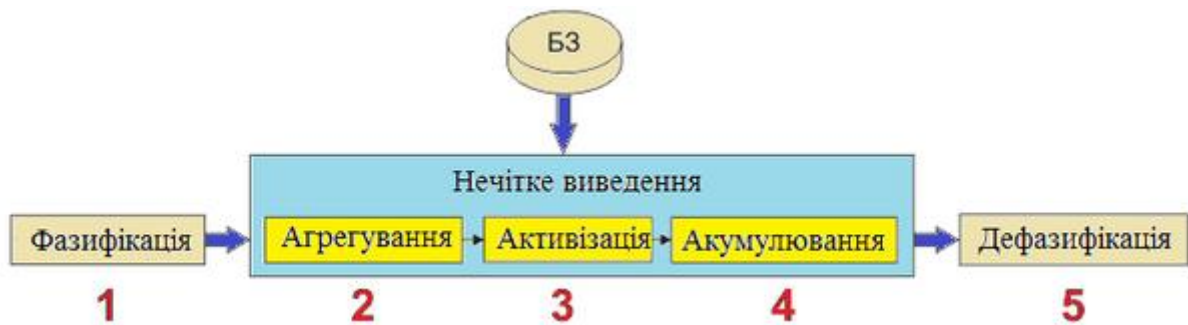 БЗ
Нечітке виведення
Фазифікація
Агрегування
Активізація
Акумулювання
Дефазифікація
1 2 3 4 5